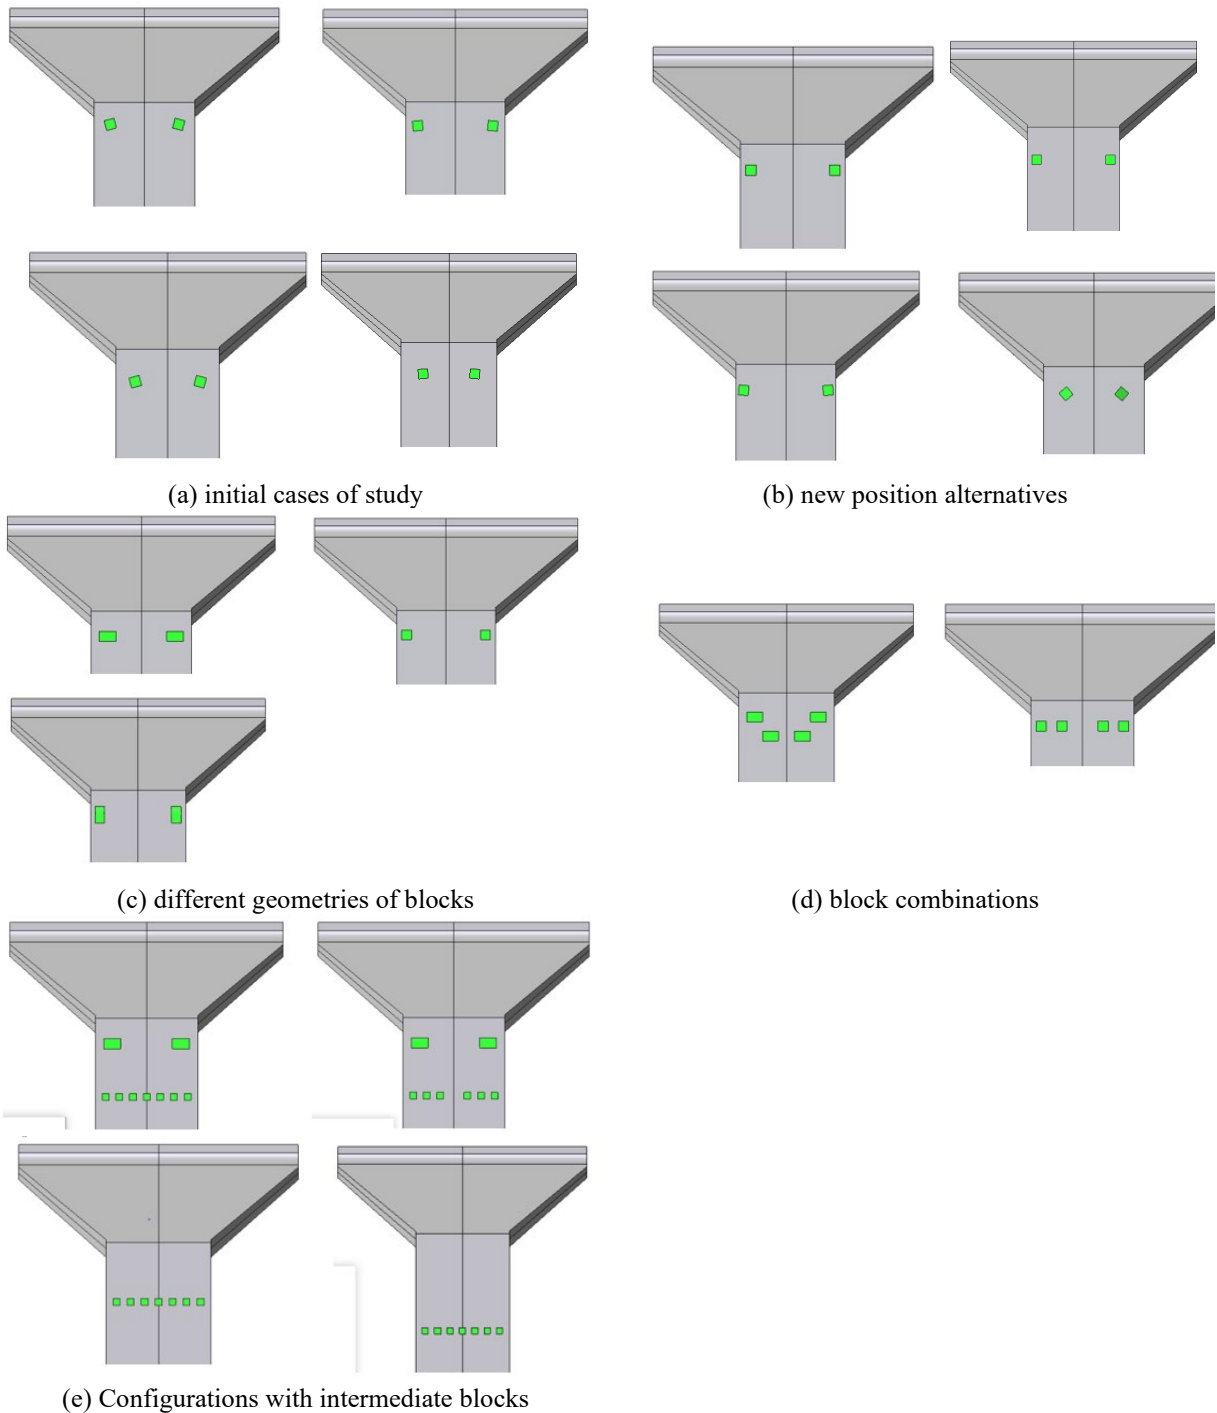 (a) initial cases of study
(b) new position alternatives
(c) different geometries of blocks
(d) block combinations
(e) Configurations with intermediate blocks